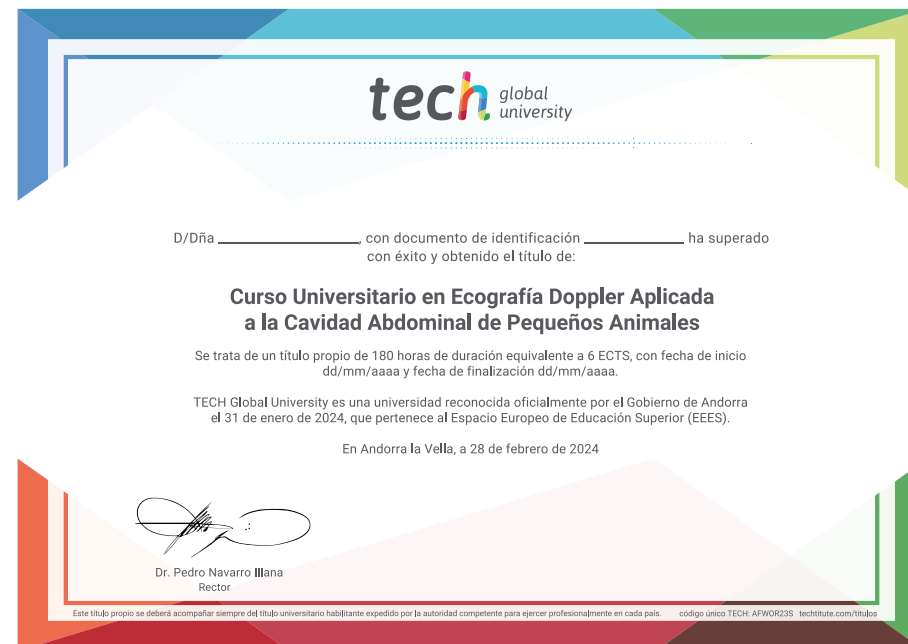 tech global university
D/Dña ____________________, con documento de identificación ______________ ha superado
con éxito y obtenido el título de:
Curso Universitario en Ecografía Doppler Aplicada
a la Cavidad Abdominal de Pequeños Animales
Se trata de un título propio de 180 horas de duración equivalente a 6 ECTS, con fecha de inicio
dd/mm/aaaa y fecha de finalización dd/mm/aaaa.
TECH Global University es una universidad reconocida oficialmente por el Gobierno de Andorra
el 31 de enero de 2024, que pertenece al Espacio Europeo de Educación Superior (EEES).
En Andorra la Vella, a 28 de febrero de 2024
Dr. Pedro Navarro Illana
Rector
Este título propio se deberá acompañar siempre del título universitario habilitante expedido por la autoridad competente para ejercer profesionalmente en cada país. código único TECH: AFWOR23S techtitute.com/titulos